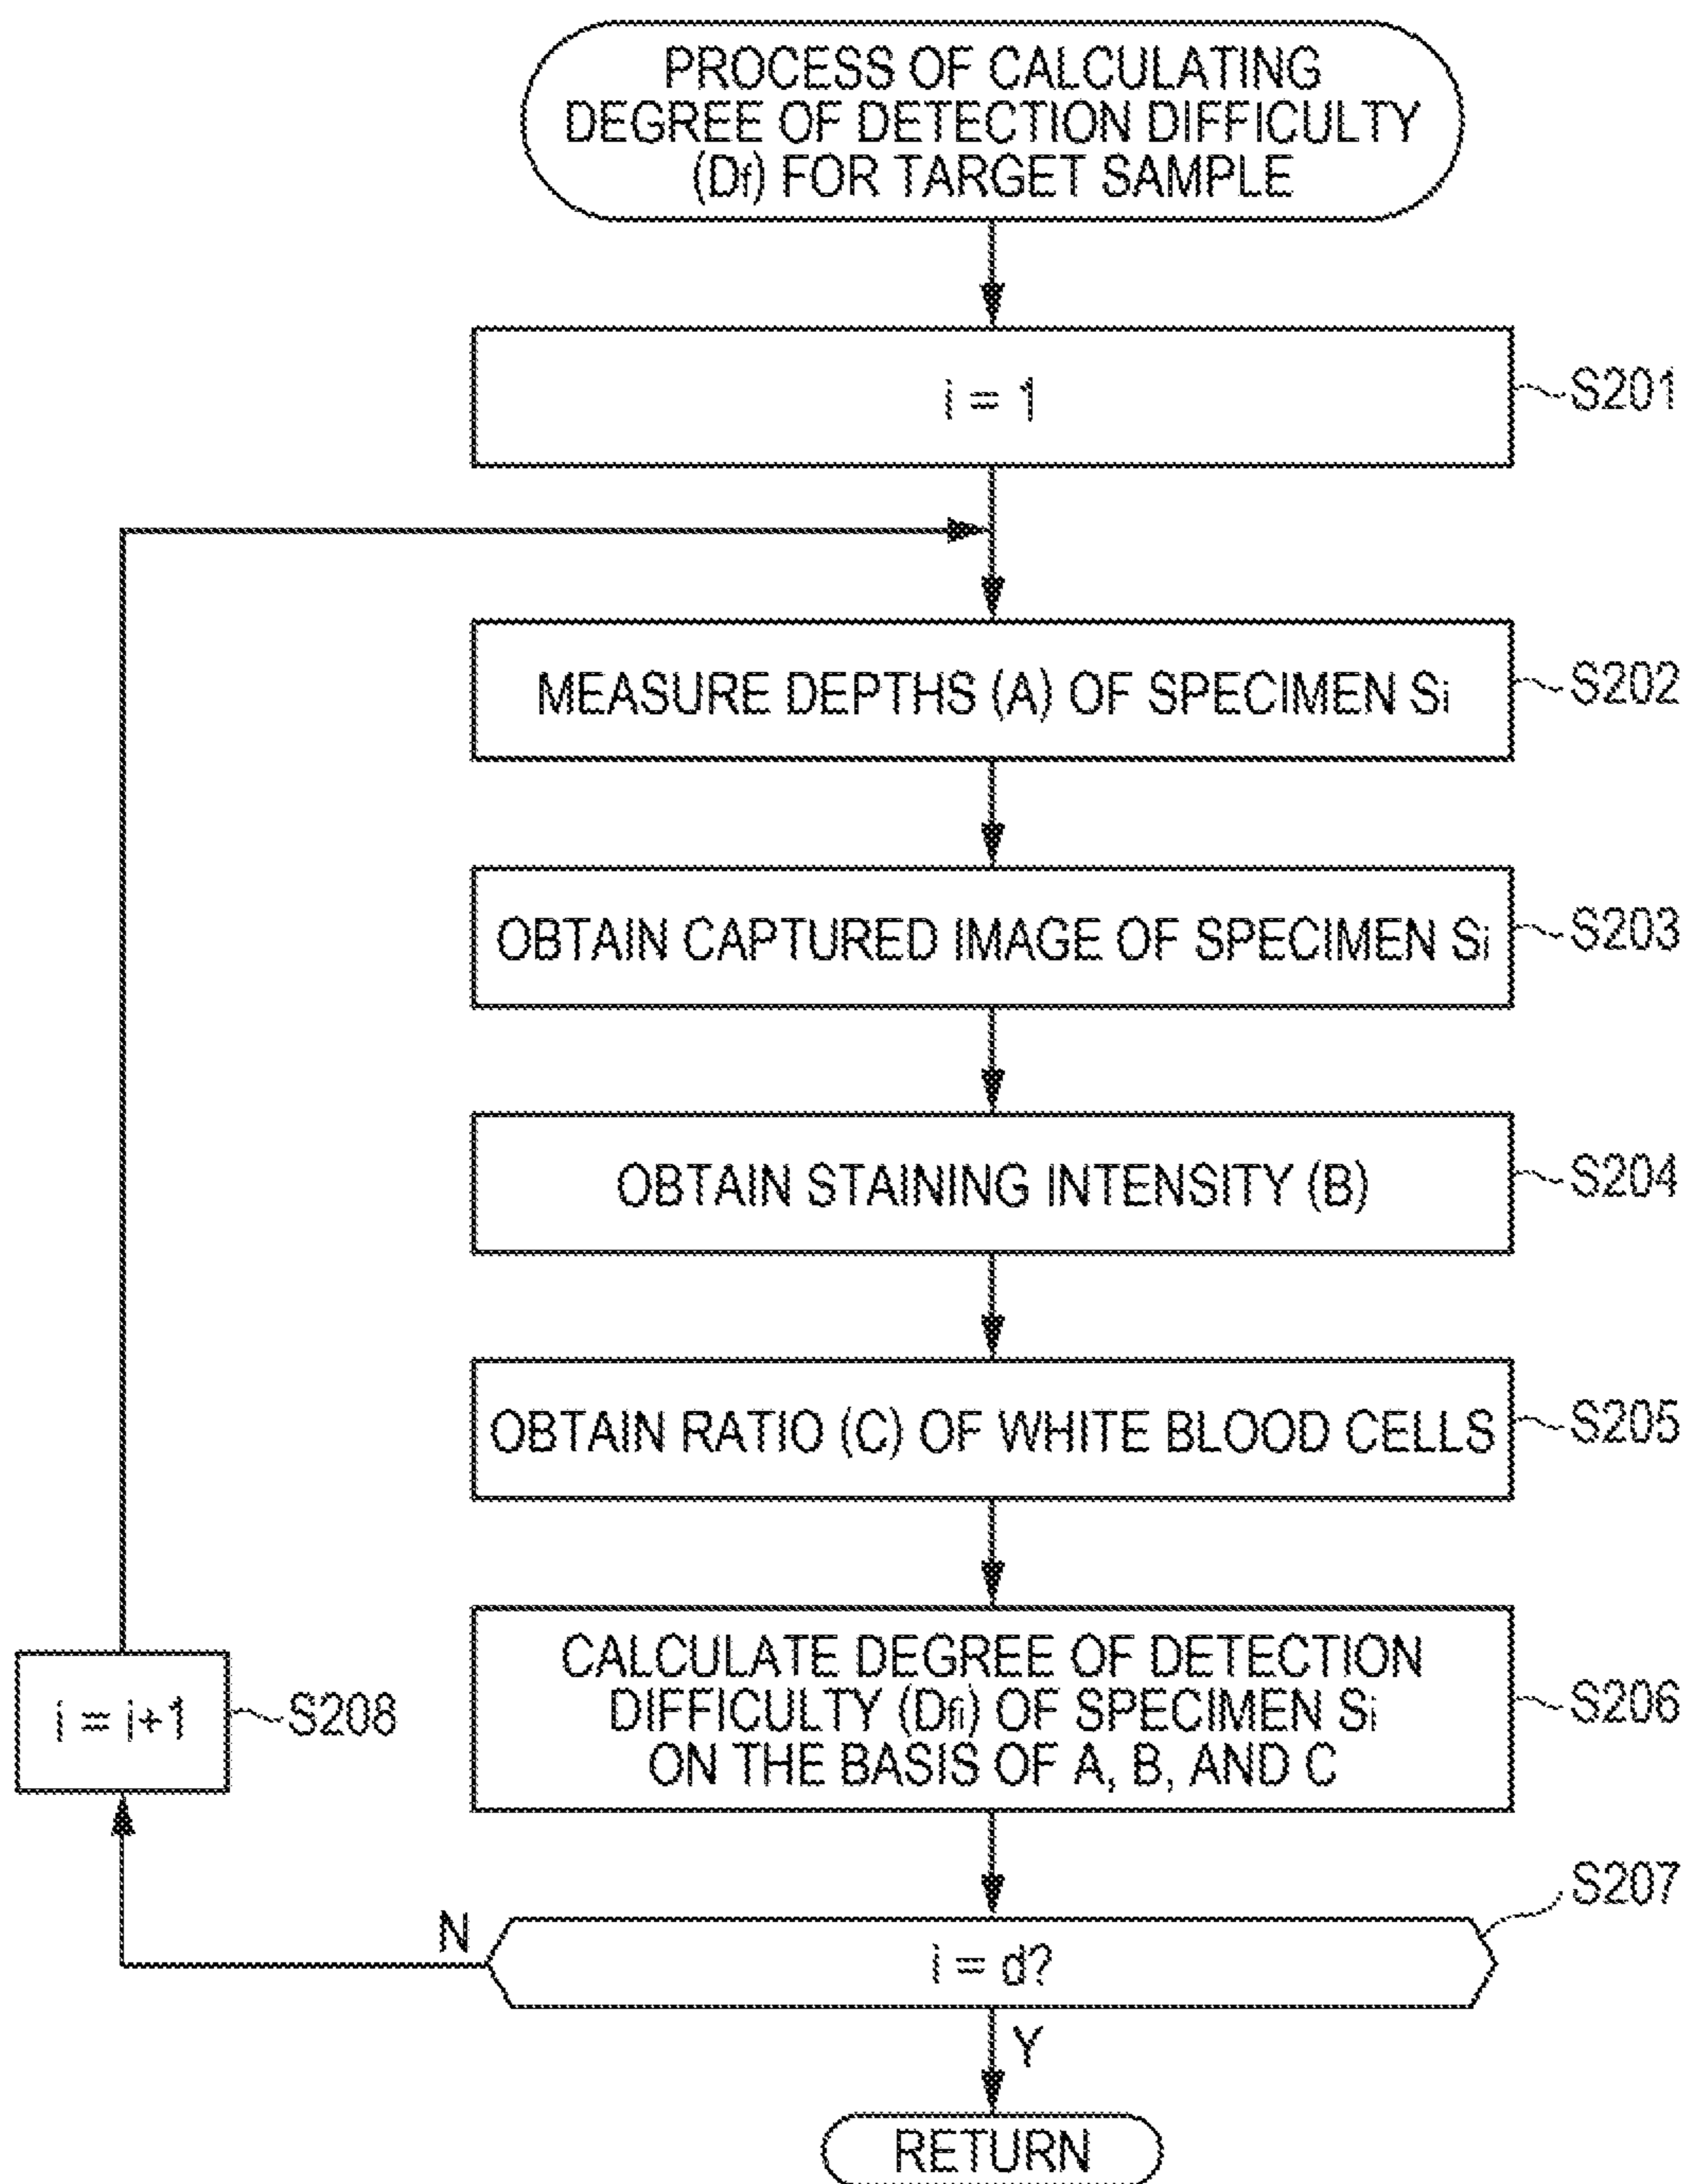 PROCESS OF CALCULATING
DEGREE OF DETECTION DIFFICULTY
(Df) FOR TARGET SAMPLE
i = 1
S201
MEASURE DEPTHS (A) OF SPECIMEN Si
S202
OBTAIN CAPTURED IMAGE OF SPECIMEN Si
S203
OBTAIN STAINING INTENSITY (B)
S204
OBTAIN RATIO (C) OF WHITE BLOOD CELLS
S205
CALCULATE DEGREE OF DETECTION
DIFFICULTY (Dfi) OF SPECIMEN Si
ON THE BASIS OF A, B, AND C
S206
i = i+1
S208
S207
N
i = d?
Y
RETURN